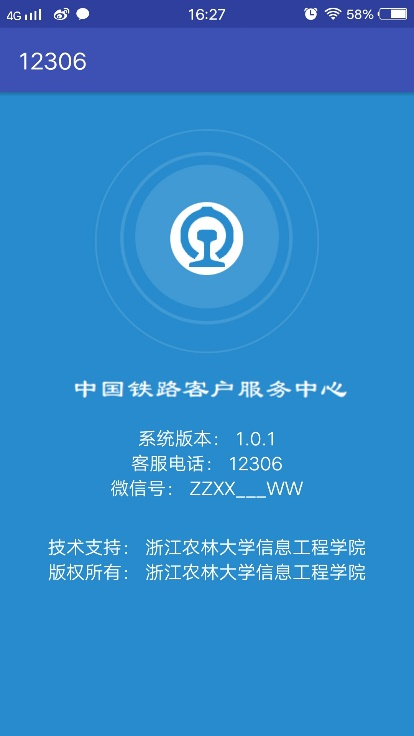 4G 16:27 58%
12306
中国铁路客户服务中心
系统版本： 1.0.1
客服电话： 12306
微信号： ZZXX___WW
技术支持： 浙江农林大学信息工程学院
版权所有： 浙江农林大学信息工程学院